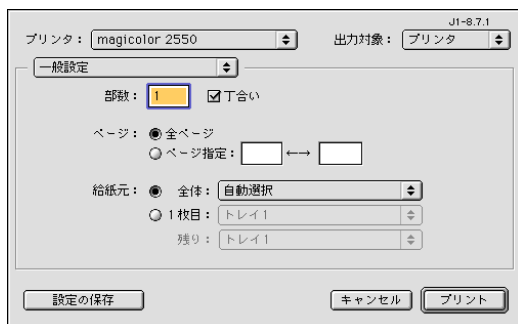 J1-8.7.1
プリンタ： magicolor 2550 出力対象： プリンタ
一般設定
部数： 1 丁合い
ページ： 全ページ
ページ指定： ←→
給紙元： 全体： 自動選択
1枚目： トレイ1
残り： トレイ1
設定の保存 キャンセル プリント